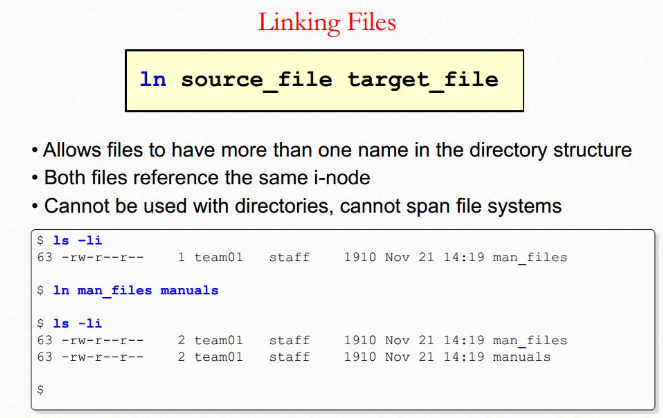 Linking Files
ln source_file target_file
• Allows files to have more than one name in the directory structure
• Both files reference the same i-node
• Cannot be used with directories, cannot span file systems
$ ls -li
63 -rw-r--r-- 1 team01 staff 1910 Nov 21 14:19 man_files
$ ln man_files manuals
$ ls -li
63 -rw-r--r-- 2 team01 staff 1910 Nov 21 14:19 man_files
63 -rw-r--r-- 2 team01 staff 1910 Nov 21 14:19 manuals
$